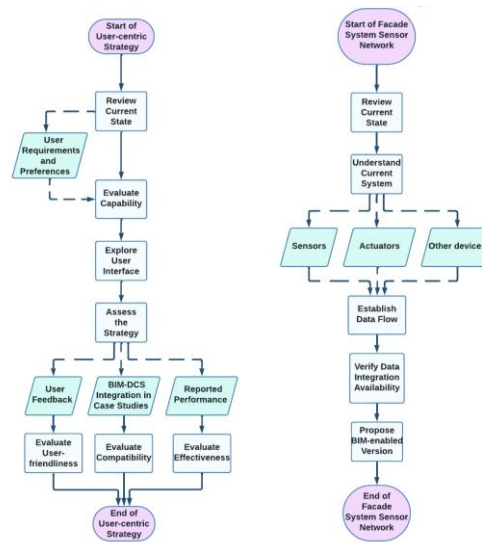 Start of
User-centric
Strategy
Review
Current
State
User
Requirements
and
Preferences
Evaluate
Capability
Explore
User
Interface
Assess
the
Strategy
User
Feedback
BIM-DCS
Integration in
Case Studies
Reported
Performance
Evaluate
User-
friendliness
Evaluate
Compatibility
Evaluate
Effectiveness
End of
User-centric
Strategy
Start of Facade
System Sensor
Network
Review
Current
State
Understand
Current
System
Sensors
Actuators
Other device
Establish
Data Flow
Verify Data
Integration
Availability
Propose
BIM-enabled
Version
End of
Facade
System Sensor
Network